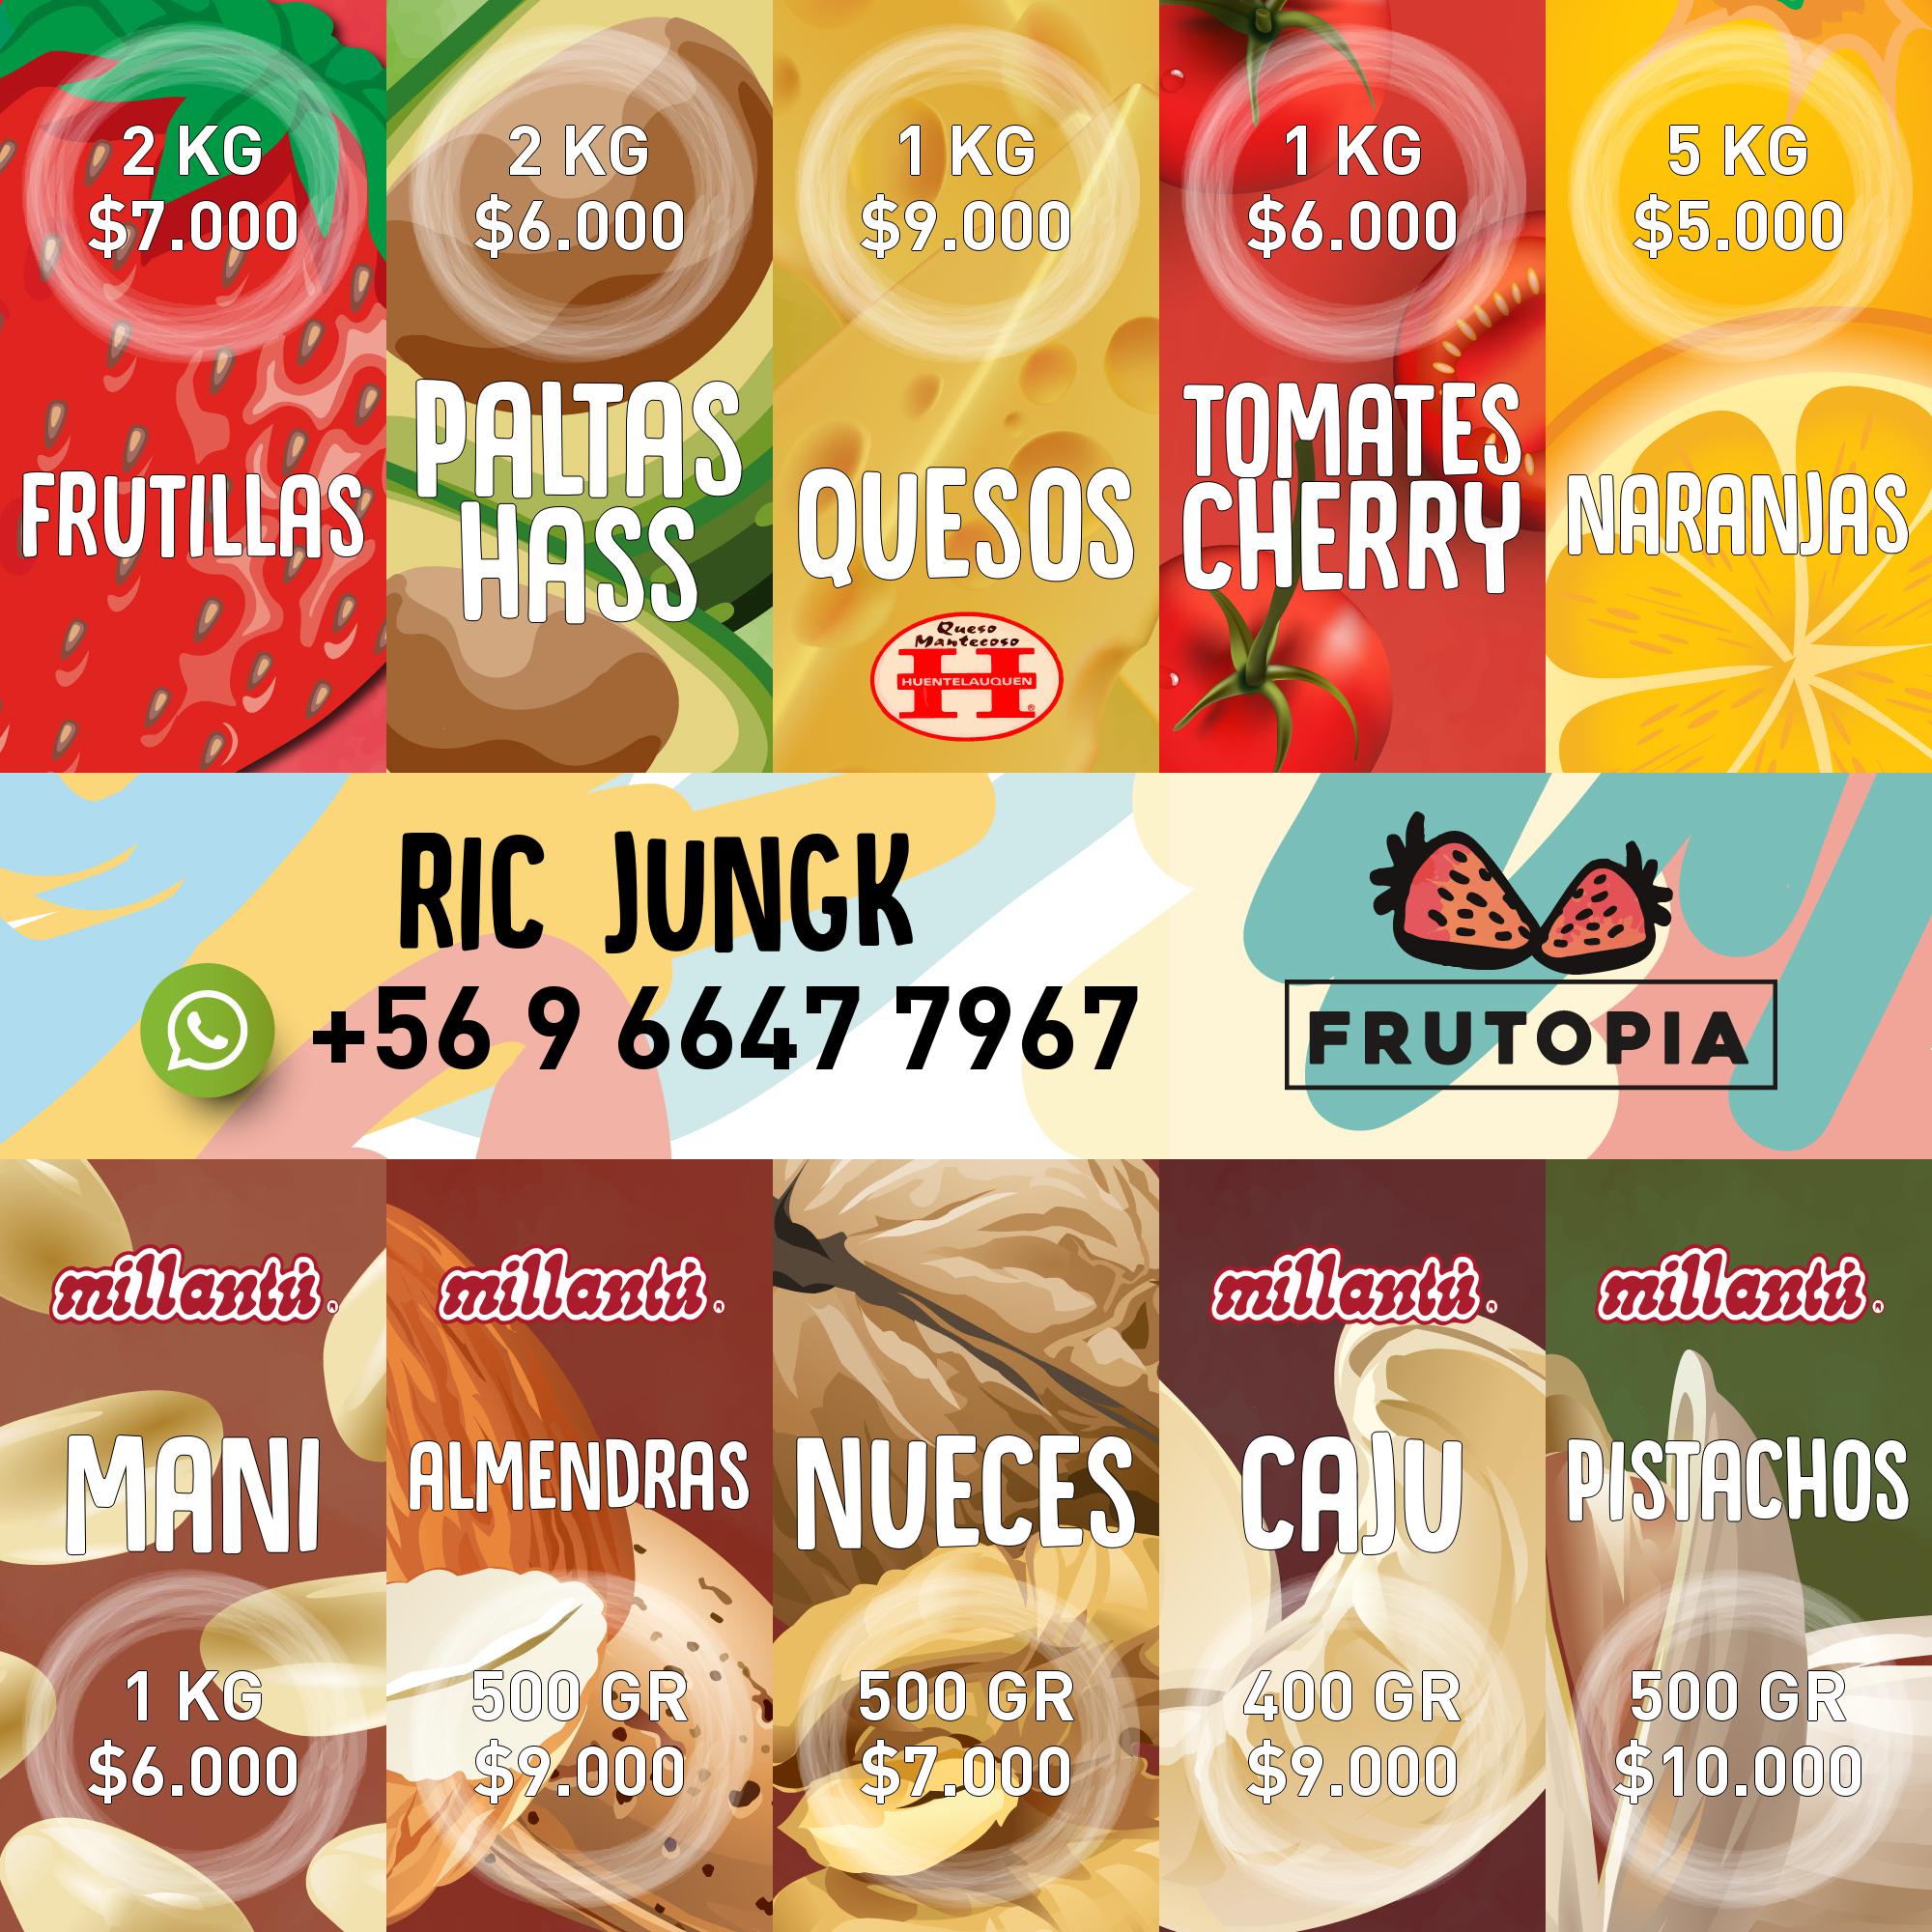 2 KG
$7.000
FRUTILLAS
2 KG
$6.000
PALTAS
HASS
1 KG
$9.000
QUESOS
Queso
Mantecoso
H
HUENTELAUQUEN
®
1 KG
$6.000
TOMATES
CHERRY
5 KG
$5.000
NARANJAS
RIC JUNGK
+56 9 6647 7967
FRUTOPIA
millantú®
MANI
1 KG
$6.000
millantú®
ALMENDRAS
500 GR
$9.000
NUECES
500 GR
$7.000
millantú®
CAJU
400 GR
$9.000
millantú®
PISTACHOS
500 GR
$10.000